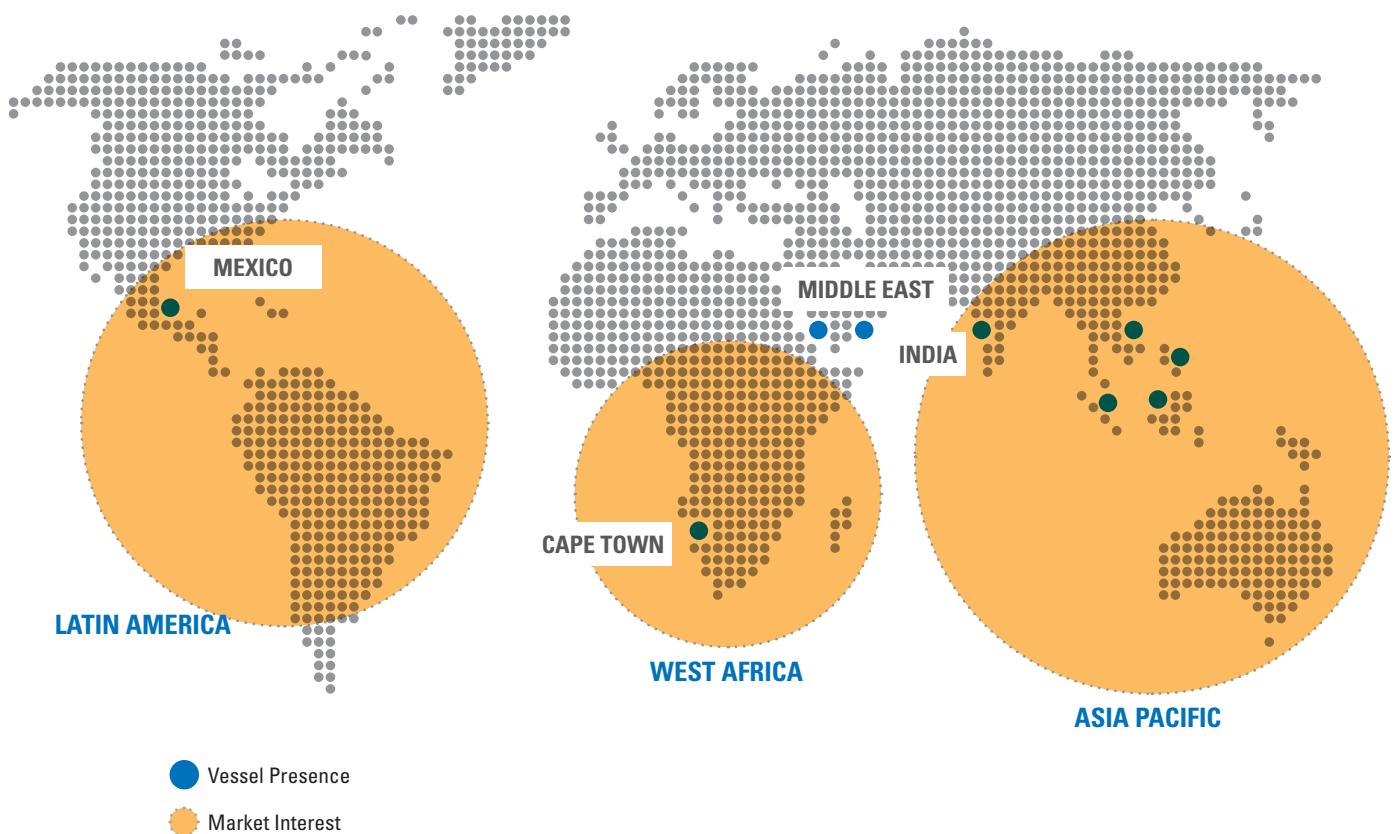 MEXICO
MIDDLE EAST
INDIA
CAPE TOWN
LATIN AMERICA
WEST AFRICA
ASIA PACIFIC
Vessel Presence
Market Interest